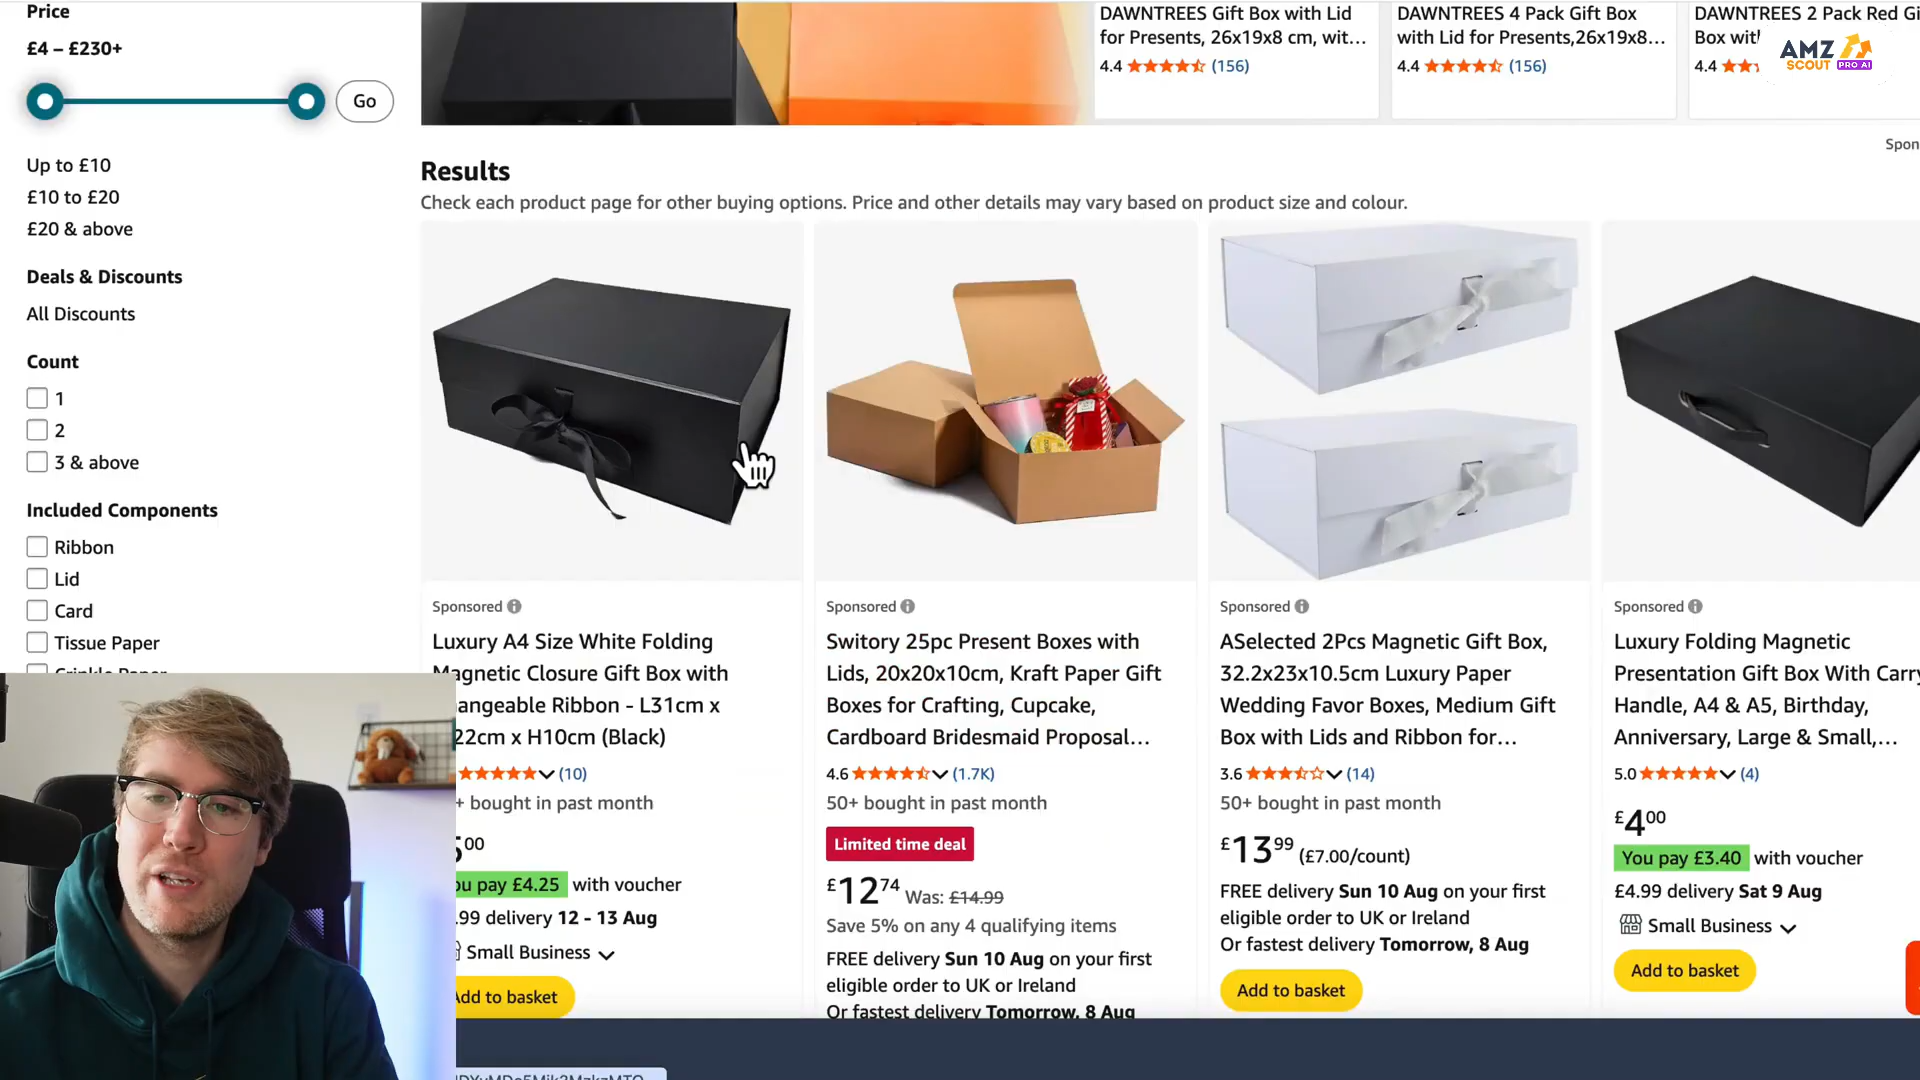 Price
£4 – £230+
Go
Up to £10
£10 to £20
£20 & above
Deals & Discounts
All Discounts
Count
1
2
3 & above
Included Components
Ribbon
Lid
Card
Tissue Paper
DAWNTREES Gift Box with Lid
for Presents, 26x19x8 cm, wit...
4.4 (156)
DAWNTREES 4 Pack Gift Box
with Lid for Presents,26x19x8...
4.4 (156)
DAWNTREES 2 Pack Red Gi
Box wit
4.4
AMZ
SCOUT PRO AI
Spon
Results
Check each product page for other buying options. Price and other details may vary based on product size and colour.
Sponsored
Luxury A4 Size White Folding
Magnetic Closure Gift Box with
angeable Ribbon - L31cm x
22cm x H10cm (Black)
(10)
+ bought in past month
00
ou pay £4.25 with voucher
.99 delivery 12 - 13 Aug
Small Business
Add to basket
Sponsored
Switory 25pc Present Boxes with
Lids, 20x20x10cm, Kraft Paper Gift
Boxes for Crafting, Cupcake,
Cardboard Bridesmaid Proposal...
4.6 (1.7K)
50+ bought in past month
Limited time deal
£12 74 Was: £14.99
Save 5% on any 4 qualifying items
FREE delivery Sun 10 Aug on your first
eligible order to UK or Ireland
Or fastest delivery Tomorrow, 8 Aug
Sponsored
ASelected 2Pcs Magnetic Gift Box,
32.2x23x10.5cm Luxury Paper
Wedding Favor Boxes, Medium Gift
Box with Lids and Ribbon for...
3.6 (14)
50+ bought in past month
£13 99 (£7.00/count)
FREE delivery Sun 10 Aug on your first
eligible order to UK or Ireland
Or fastest delivery Tomorrow, 8 Aug
Add to basket
Sponsored
Luxury Folding Magnetic
Presentation Gift Box With Carry
Handle, A4 & A5, Birthday,
Anniversary, Large & Small,...
5.0 (4)
£4 00
You pay £3.40 with voucher
£4.99 delivery Sat 9 Aug
Small Business
Add to basket